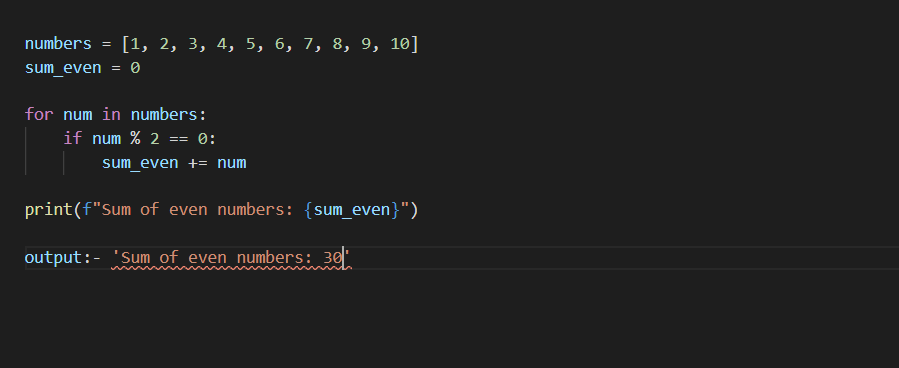 numbers = [1, 2, 3, 4, 5, 6, 7, 8, 9, 10]
sum_even = 0
for num in numbers:
    if num % 2 == 0:
        sum_even += num
print(f"Sum of even numbers: {sum_even}")
output:- 'Sum of even numbers: 30'